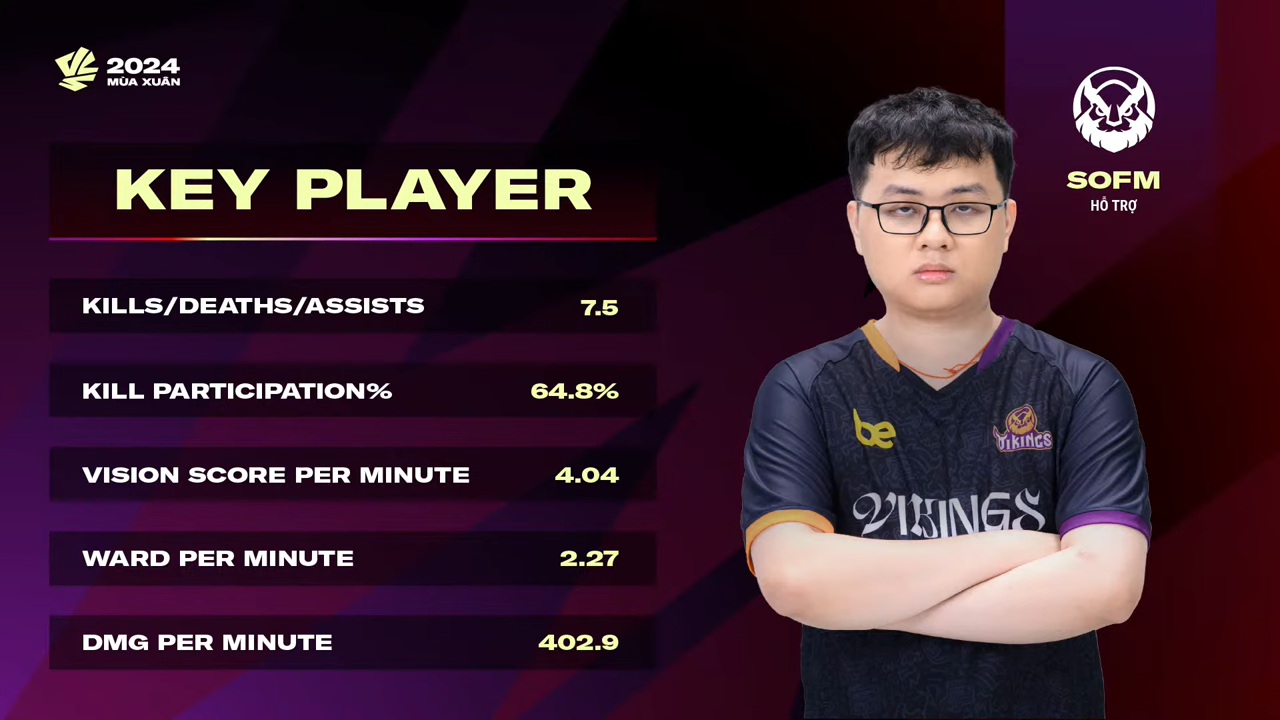 2024
MÙA XUÂN
KEY PLAYER
KILLS/DEATHS/ASSISTS 7.5
KILL PARTICIPATION% 64.8%
VISION SCORE PER MINUTE 4.04
WARD PER MINUTE 2.27
DMG PER MINUTE 402.9
SOFM
HỖ TRỢ
be
VIKINGS
VIKINGS